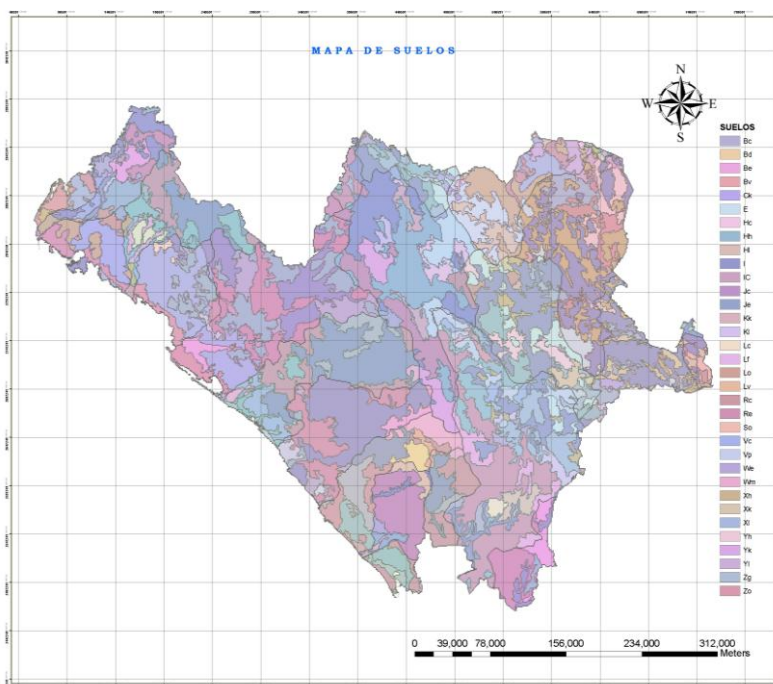 MAPA DE SUELOS
N
W E
S
SUELOS
Bc
Bd
Be
Bv
Ck
E
Hc
Hh
Hl
I
IC
Jc
Je
Kk
Kl
Lc
Lf
Lo
Lv
Rc
Re
So
Vc
Vp
We
Wm
Xh
Xk
Xl
Yh
Yk
Yl
Zg
Zo
0 39,000 78,000 156,000 234,000 312,000
Meters